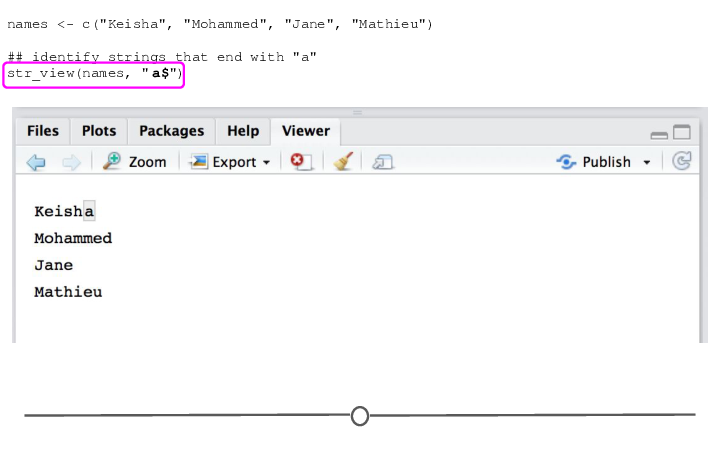 names <- c("Keisha", "Mohammed", "Jane", "Mathieu")
## identify strings that end with "a"
str_view(names, "a$")
Files Plots Packages Help Viewer
Zoom Export Publish
Keisha
Mohammed
Jane
Mathieu